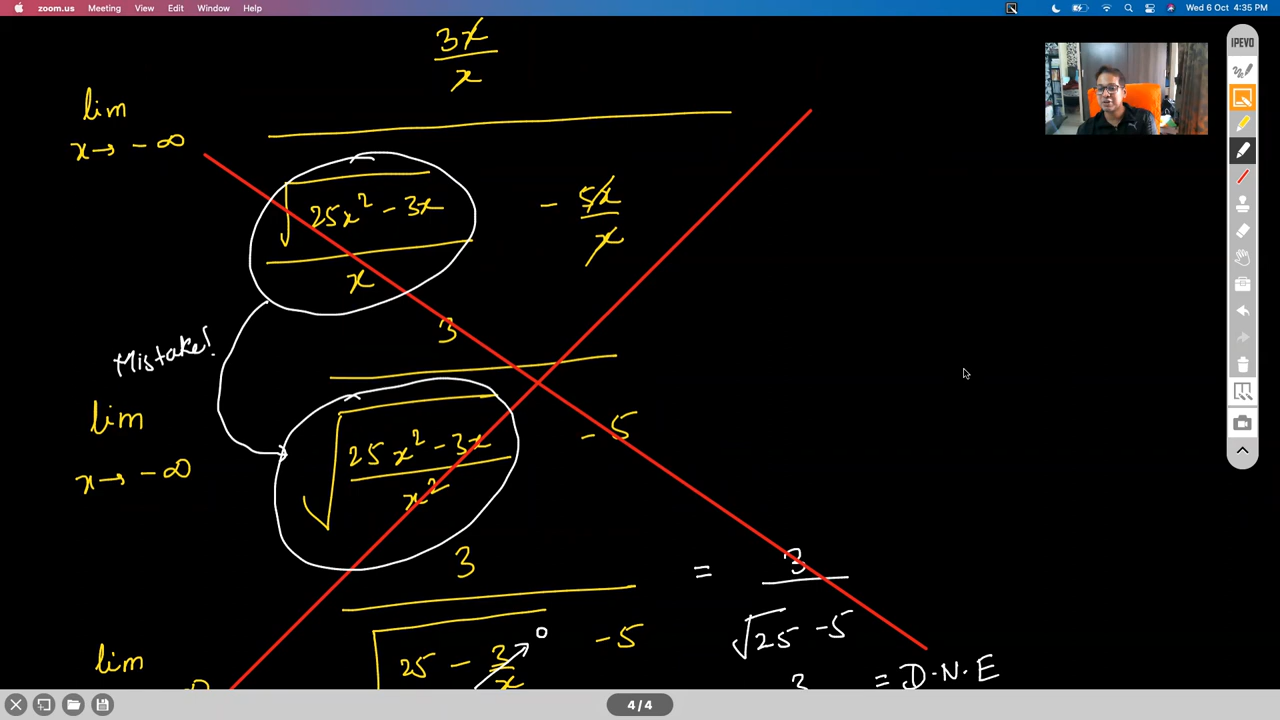 zoom.us Meeting View Edit Window Help Wed 6 Oct 4:35 PM
IPEVO
3x
x
lim
x → - ∞
√25x² - 3x
x
- 5x
x
Mistake!
3
lim
x → - ∞
√25x² - 3x
x²
- 5
3
lim
∞
√25 - 3
x
0
- 5
= 3
√25 - 5
3
= D.N.E
4 / 4